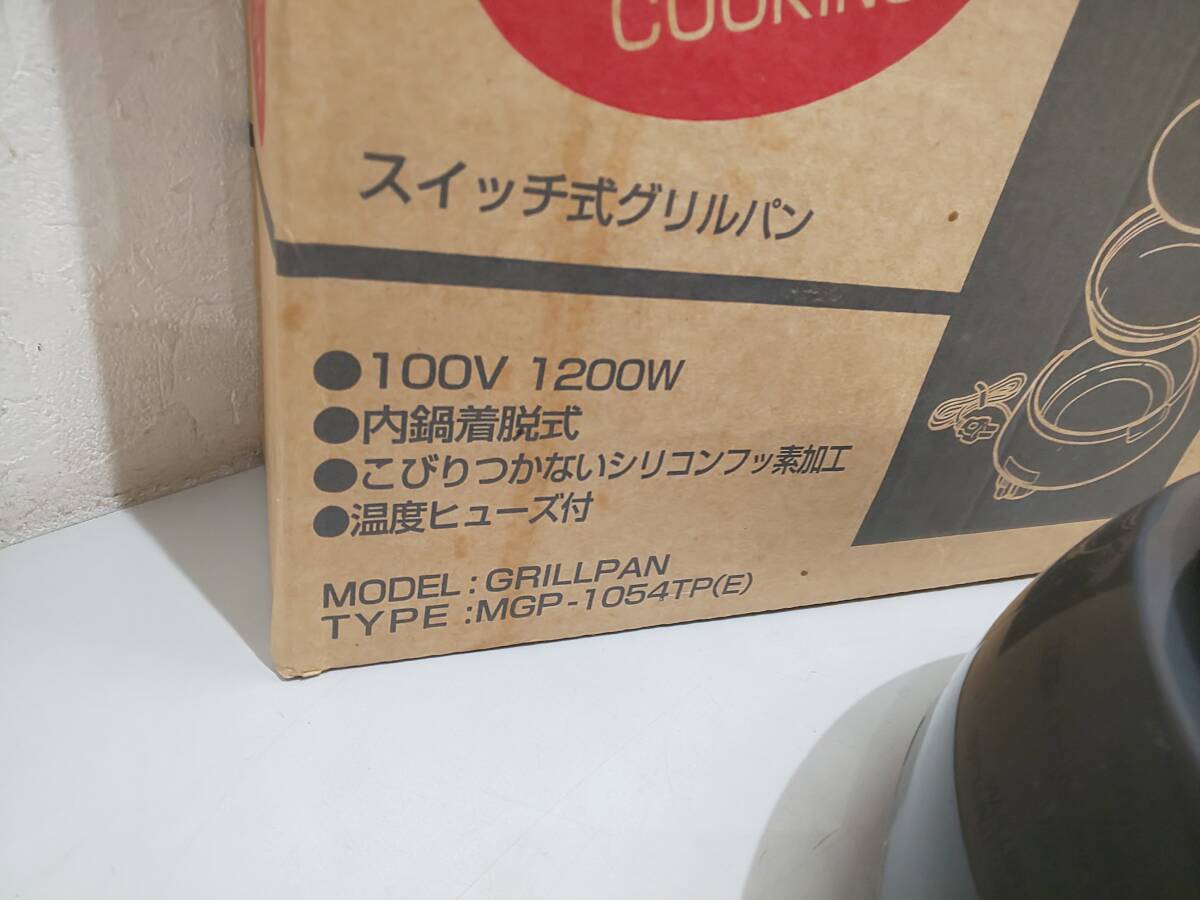 COOKING
スイッチ式グリルパン
●100V 1200W
●内鍋着脱式
●こびりつかないシリコンフッ素加工
●温度ヒューズ付
MODEL : GRILLPAN
TYPE : MGP-1054TP(E)